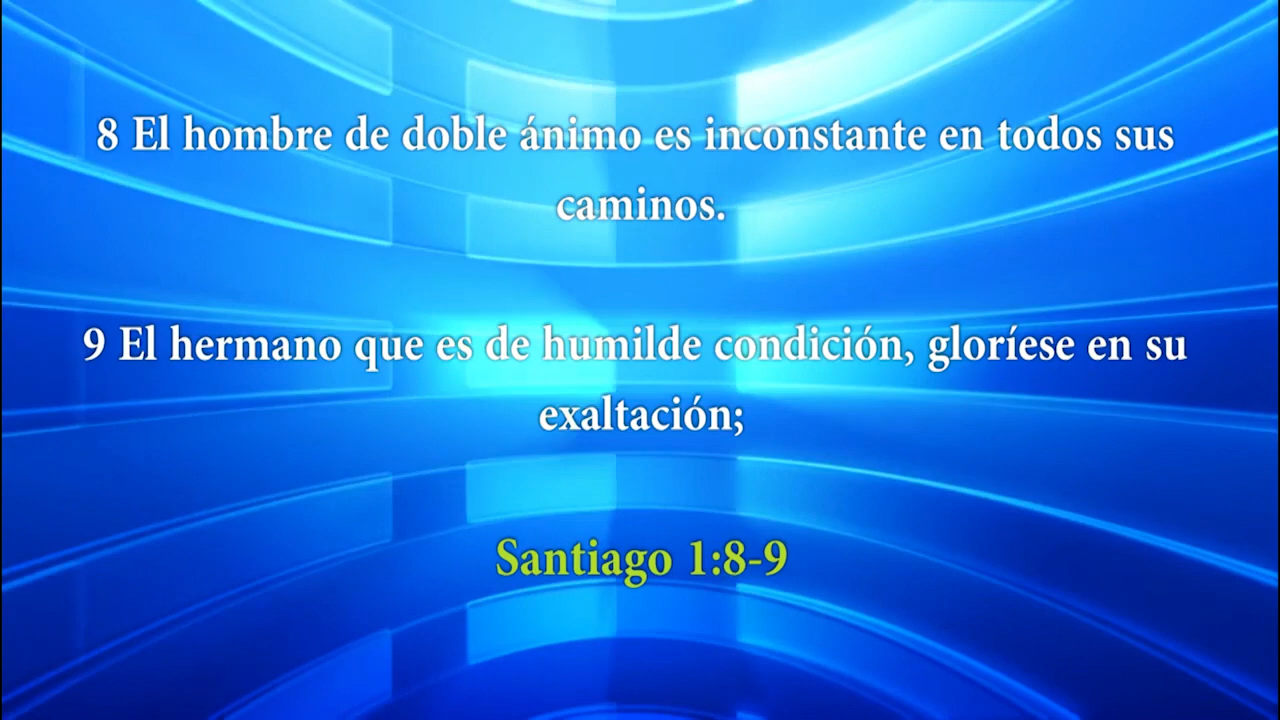 8 El hombre de doble ánimo es inconstante en todos sus
caminos.
9 El hermano que es de humilde condición, gloríese en su
exaltación;
Santiago 1:8-9